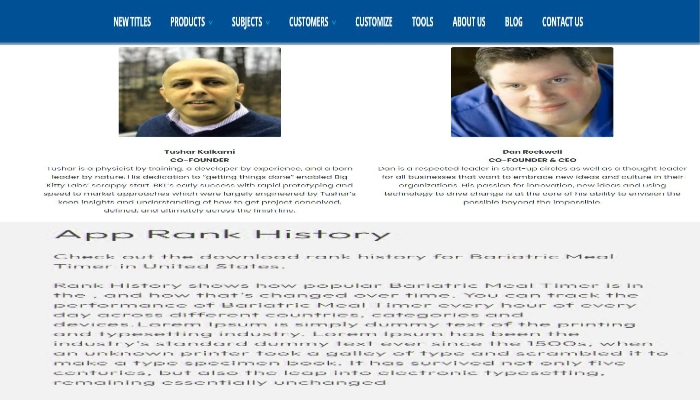 NEW TITLES PRODUCTS SUBJECTS CUSTOMERS CUSTOMIZE TOOLS ABOUT US BLOG CONTACT US
Tushar Kalkarni
CO-FOUNDER
Tushar is a physicist by training, a developer by experience, and a born
leader by nature. His dedication to "getting things done" enabled Big
Kitty Labs' scrappy start. BKL's early success with rapid prototyping and
speed to market approaches which were largely engineered by Tushar's
keen insights and understanding of how to get project conceived,
defined, and ultimately across the finish line.
Dan Rockwell
CO-FOUNDER & CEO
Dan is a respected leader in start-up circles as well as a thought leader
for all businesses that want to embrace new ideas and culture in their
organizations. His passion for innovation, new ideas and using
technology to drive change is at the core of his ability to envision the
possible beyond the impossible.
App Rank History
Check out the download rank history for Bariatric Meal
Timer in United States.
Rank History shows how popular Bariatric Meal Timer is in
the , and how that's changed over time. You can track the
performance of Bariatric Meal Timer every hour of every
day across different countries, categories and
devices.Lorem Ipsum is simply dummy text of the printing
and typesetting industry. Lorem Ipsum has been the
industry's standard dummy text ever since the 1500s, when
an unknown printer took a galley of type and scrambled it to
make a type specimen book. It has survived not only five
centuries, but also the leap into electronic typesetting,
remaining essentially unchanged